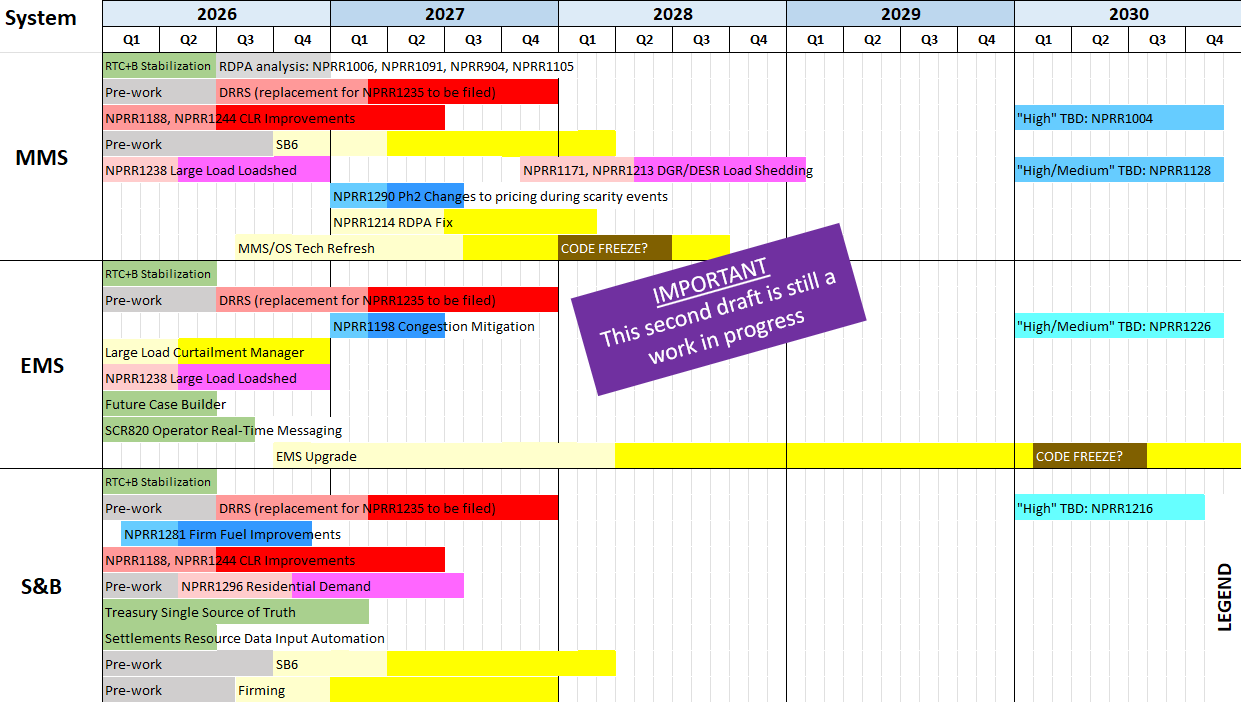 System
2026 2027 2028 2029 2030
Q1 Q2 Q3 Q4 Q1 Q2 Q3 Q4 Q1 Q2 Q3 Q4 Q1 Q2 Q3 Q4 Q1 Q2 Q3 Q4
MMS
RTC+B Stabilization RDPA analysis: NPRR1006, NPRR1091, NPRR904, NPRR1105
Pre-work DRRS (replacement for NPRR1235 to be filed)
NPRR1188, NPRR1244 CLR Improvements "High" TBD: NPRR1004
Pre-work SB6
NPRR1238 Large Load Loadshed NPRR1171, NPRR1213 DGR/DESR Load Shedding "High/Medium" TBD: NPRR1128
NPRR1290 Ph2 Changes to pricing during scarity events
NPRR1214 RDPA Fix
MMS/OS Tech Refresh CODE FREEZE?
IMPORTANT
This second draft is still a
work in progress
EMS
RTC+B Stabilization
Pre-work DRRS (replacement for NPRR1235 to be filed)
NPRR1198 Congestion Mitigation "High/Medium" TBD: NPRR1226
Large Load Curtailment Manager
NPRR1238 Large Load Loadshed
Future Case Builder
SCR820 Operator Real-Time Messaging
EMS Upgrade CODE FREEZE?
S&B
RTC+B Stabilization
Pre-work DRRS (replacement for NPRR1235 to be filed) "High" TBD: NPRR1216
NPRR1281 Firm Fuel Improvements
NPRR1188, NPRR1244 CLR Improvements
Pre-work NPRR1296 Residential Demand
Treasury Single Source of Truth
Settlements Resource Data Input Automation
Pre-work SB6
Pre-work Firming
LEGEND